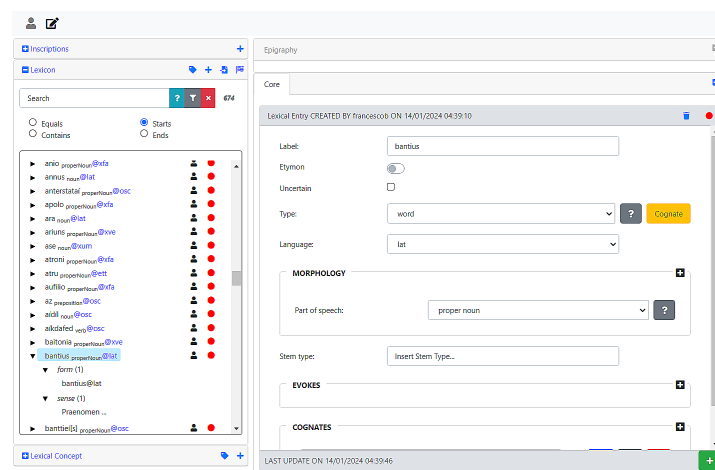 Inscriptions
Lexicon
Search
? 674
Equals Starts
Contains Ends
anio properNoun@xfa
annus noun@lat
anterstataí properNoun@osc
apolo properNoun@xfa
ara noun@lat
ariuns properNoun@xve
ase noun@xum
atroni properNoun@xfa
atru properNoun@ett
aufilio properNoun@xfa
az preposition@osc
aídil noun@osc
aíkdafed verb@osc
baitonia properNoun@xve
bantius properNoun@lat
form (1)
bantius@lat
sense (1)
Praenomen ...
banttieí[s] properNoun@osc
Lexical Concept
Epigraphy
Core
Lexical Entry CREATED BY francescob ON 14/01/2024 04:39:10
Label: bantius
Etymon
Uncertain
Type: word ? Cognate
Language: lat
MORPHOLOGY
Part of speech: proper noun ?
Stem type: Insert Stem Type...
EVOKES
COGNATES
LAST UPDATE ON 14/01/2024 04:39:46